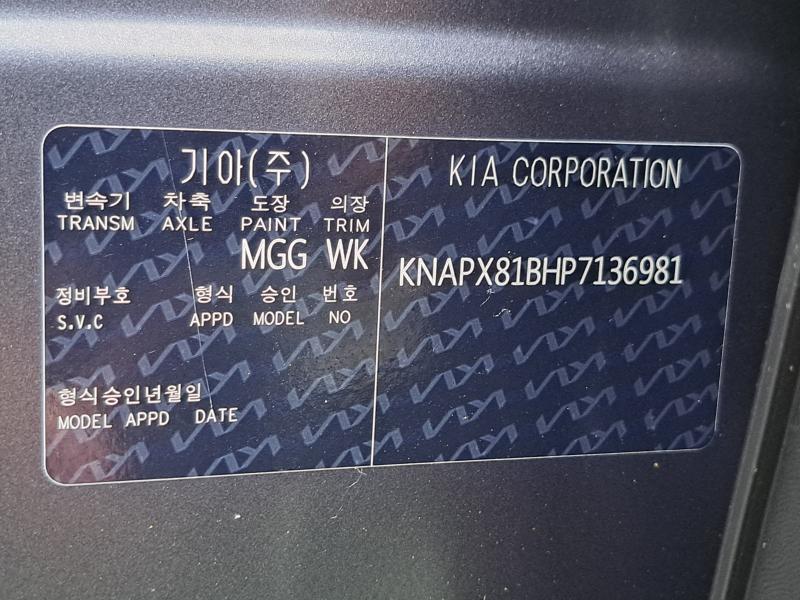 기아(주)
변속기 차축 도장 의장
TRANSM AXLE PAINT TRIM
MGG WK
정비부호 형식 승인 번호
S.V.C APPD MODEL NO
형식승인년월일
MODEL APPD DATE
KIA CORPORATION
KNAPX81BHP7136981